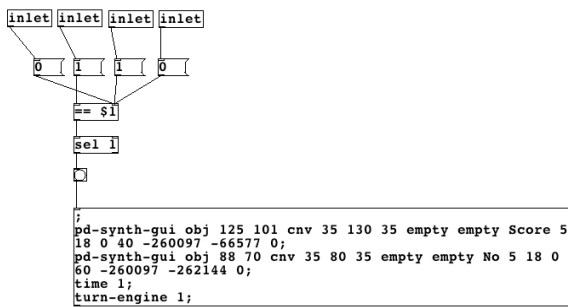 inlet inlet inlet inlet
0 1 1 0
== $1
sel 1
;
pd-synth-gui obj 125 101 cnv 35 130 35 empty empty Score 5
18 0 40 -260097 -66577 0;
pd-synth-gui obj 88 70 cnv 35 80 35 empty empty No 5 18 0
60 -260097 -262144 0;
time 1;
turn-engine 1;